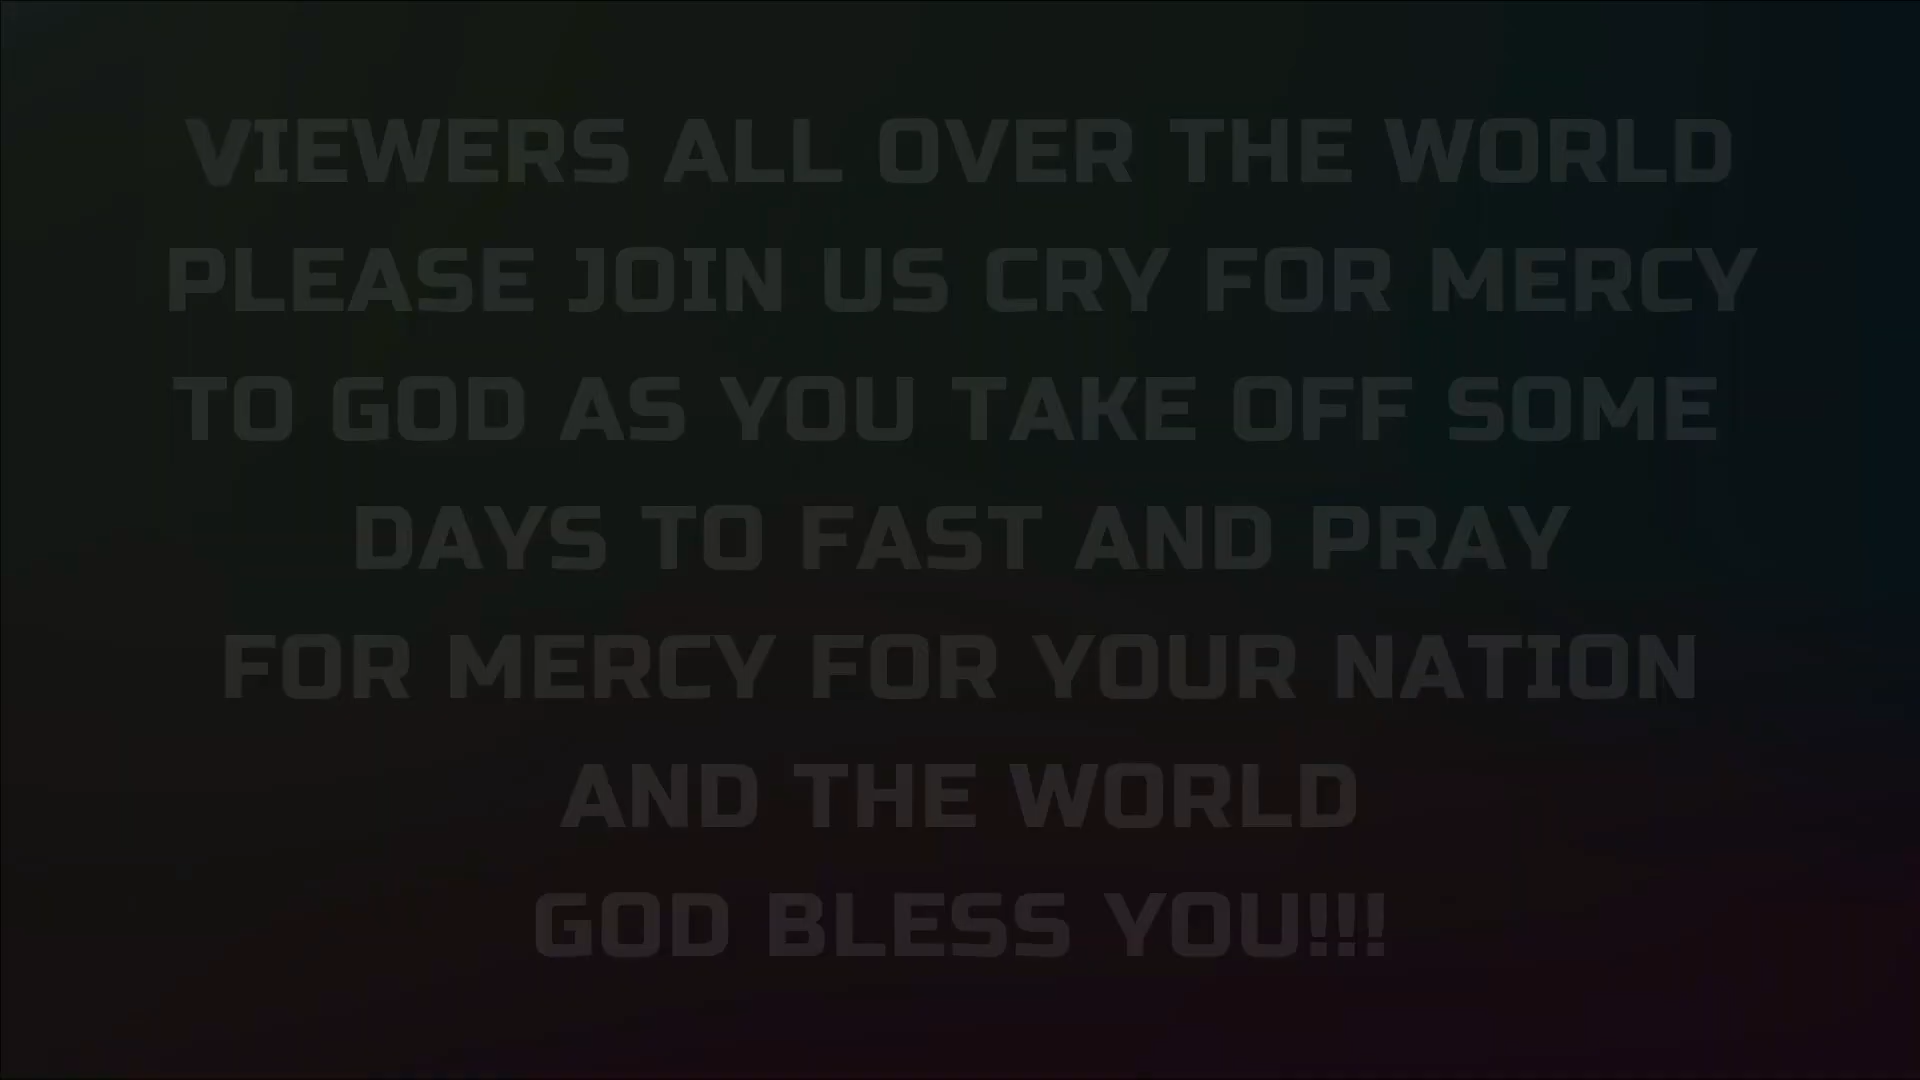 VIEWERS ALL OVER THE WORLD
PLEASE JOIN US CRY FOR MERCY
TO GOD AS YOU TAKE OFF SOME
DAYS TO FAST AND PRAY
FOR MERCY FOR YOUR NATION
AND THE WORLD
GOD BLESS YOU!!!